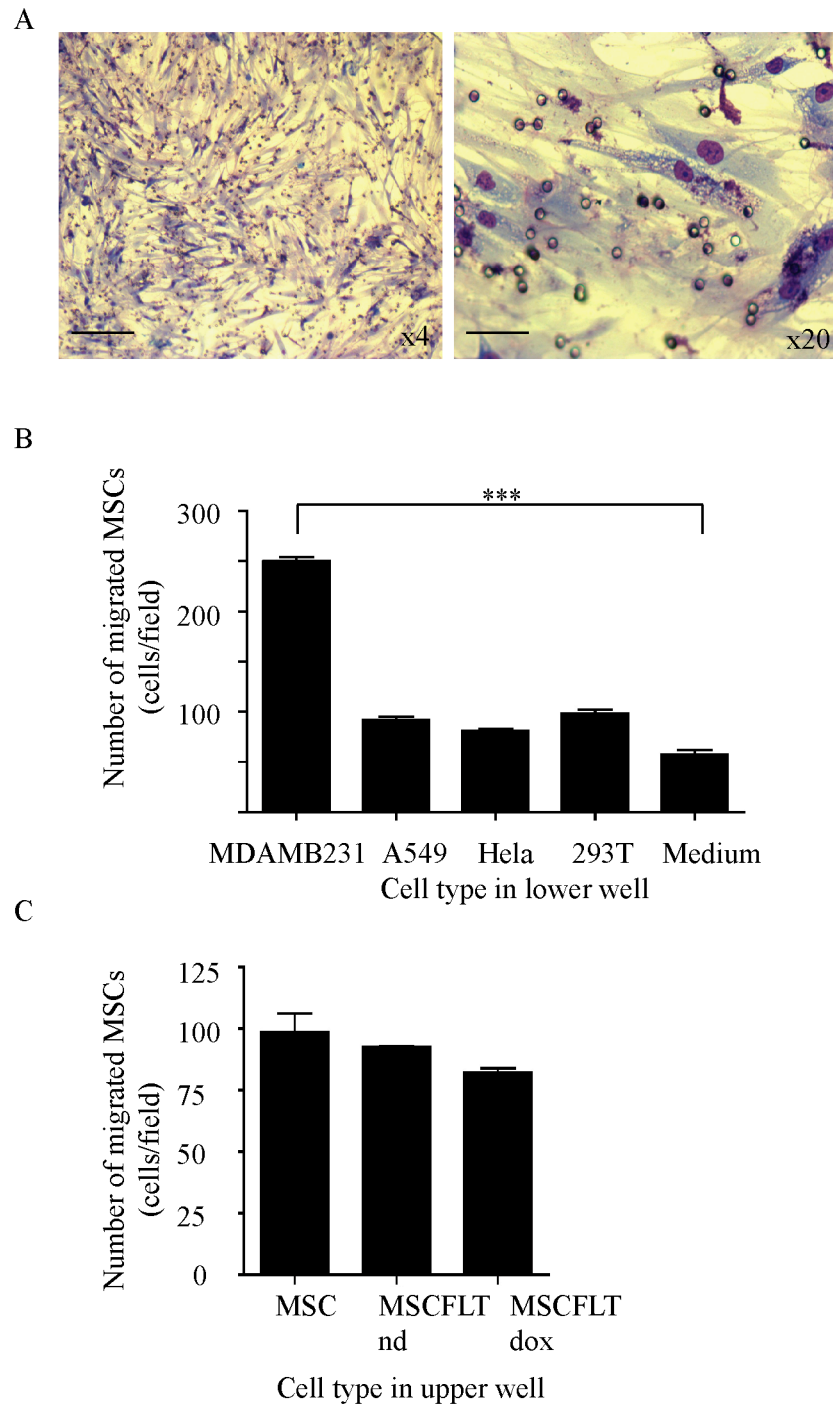 A
x4
x20
B
Number of migrated MSCs
(cells/field)
300
200
100
***
MDAMB231 A549 Hela 293T Medium
Cell type in lower well
C
Number of migrated MSCs
(cells/field)
125
100
75
50
25
0
MSC MSCFLT MSCFLT
nd dox
Cell type in upper well